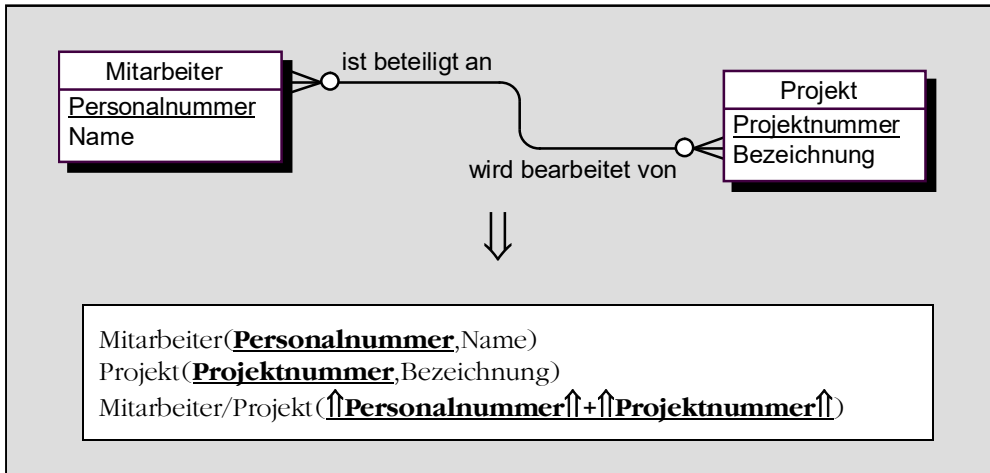 ist beteiligt an
Mitarbeiter
Personalnummer
Name
Projekt
Projektnummer
Bezeichnung
wird bearbeitet von
⇓
Mitarbeiter(Personalnummer,Name)
Projekt(Projektnummer,Bezeichnung)
Mitarbeiter/Projekt(⇑Personalnummer⇑+⇑Projektnummer⇑)